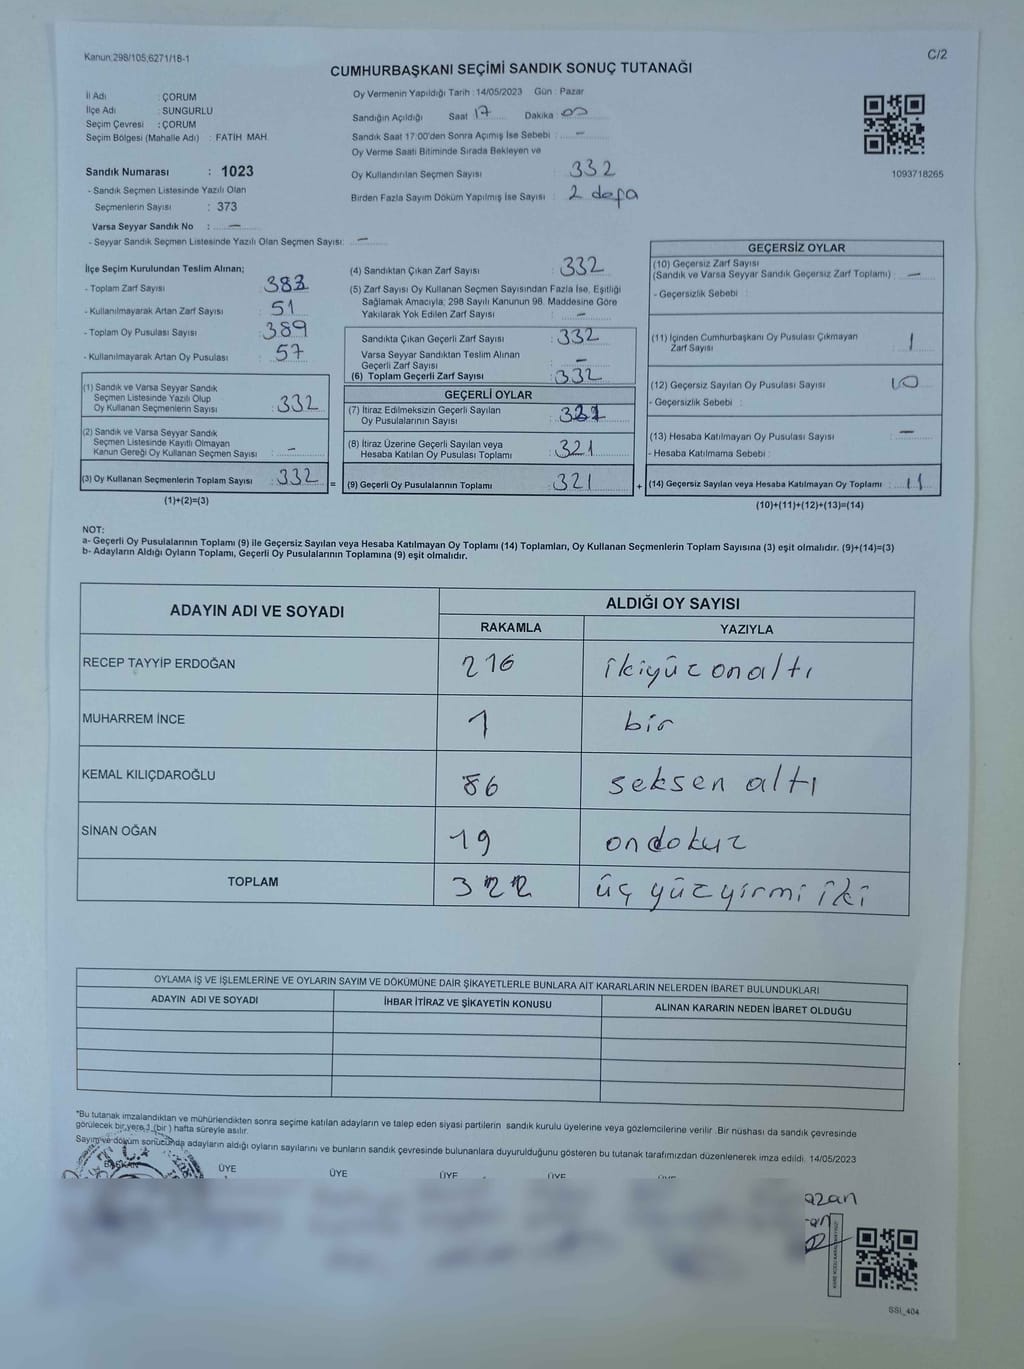 Kanun:298/105,6271/18-1
C/2
CUMHURBAŞKANI SEÇİMİ SANDIK SONUÇ TUTANAĞI
İl Adı : ÇORUM
İlçe Adı : SUNGURLU
Seçim Çevresi : ÇORUM
Seçim Bölgesi (Mahalle Adı) : FATİH MAH.
Sandık Numarası : 1023
- Sandık Seçmen Listesinde Yazılı Olan
Seçmenlerin Sayısı : 373
Varsa Seyyar Sandık No : —
- Seyyar Sandık Seçmen Listesinde Yazılı Olan Seçmen Sayısı: —
Oy Vermenin Yapıldığı Tarih : 14/05/2023 Gün : Pazar
Sandığın Açıldığı Saat 17 Dakika : 00
Sandık Saat 17:00'den Sonra Açımış İse Sebebi : —
Oy Verme Saati Bitiminde Sırada Bekleyen ve
Oy Kullandırılan Seçmen Sayısı : 332
Birden Fazla Sayım Döküm Yapılmış İse Sayısı : 2 defa
1093718265
İlçe Seçim Kurulundan Teslim Alınan;
- Toplam Zarf Sayısı : 383
- Kullanılmayarak Artan Zarf Sayısı : 51
- Toplam Oy Pusulası Sayısı : 389
- Kullanılmayarak Artan Oy Pusulası : 57
(1) Sandık ve Varsa Seyyar Sandık
Seçmen Listesinde Yazılı Olup
Oy Kullanan Seçmenlerin Sayısı : 332
(2) Sandık ve Varsa Seyyar Sandık
Seçmen Listesinde Kayıtlı Olmayan
Kanun Gereği Oy Kullanan Seçmen Sayısı : —
(3) Oy Kullanan Seçmenlerin Toplam Sayısı : 332 =
(1)+(2)=(3)
(4) Sandıktan Çıkan Zarf Sayısı : 332
(5) Zarf Sayısı Oy Kullanan Seçmen Sayısından Fazla İse, Eşitliği
Sağlamak Amacıyla; 298 Sayılı Kanunun 98. Maddesine Göre
Yakılarak Yok Edilen Zarf Sayısı : —
Sandıkta Çıkan Geçerli Zarf Sayısı : 332
Varsa Seyyar Sandıktan Teslim Alınan
Geçerli Zarf Sayısı : —
(6) Toplam Geçerli Zarf Sayısı : 332
GEÇERLİ OYLAR
(7) İtiraz Edilmeksizin Geçerli Sayılan
Oy Pusulalarının Sayısı : 321
(8) İtiraz Üzerine Geçerli Sayılan veya
Hesaba Katılan Oy Pusulası Toplamı : 321
(9) Geçerli Oy Pusulalarının Toplamı : 321 +
GEÇERSİZ OYLAR
(10) Geçersiz Zarf Sayısı
(Sandık ve Varsa Seyyar Sandık Geçersiz Zarf Toplamı) : —
- Geçersizlik Sebebi :
(11) İçinden Cumhurbaşkanı Oy Pusulası Çıkmayan
Zarf Sayısı : 1
(12) Geçersiz Sayılan Oy Pusulası Sayısı : 10
- Geçersizlik Sebebi :
(13) Hesaba Katılmayan Oy Pusulası Sayısı : —
- Hesaba Katılmama Sebebi :
(14) Geçersiz Sayılan veya Hesaba Katılmayan Oy Toplamı : 11
(10)+(11)+(12)+(13)=(14)
NOT:
a- Geçerli Oy Pusulalarının Toplamı (9) ile Geçersiz Sayılan veya Hesaba Katılmayan Oy Toplamı (14) Toplamları, Oy Kullanan Seçmenlerin Toplam Sayısına (3) eşit olmalıdır. (9)+(14)=(3)
b- Adayların Aldığı Oyların Toplamı, Geçerli Oy Pusulalarının Toplamına (9) eşit olmalıdır.
ADAYIN ADI VE SOYADI
ALDIĞI OY SAYISI
RAKAMLA YAZIYLA
RECEP TAYYİP ERDOĞAN 216 ikiyüz onaltı
MUHARREM İNCE 1 bir
KEMAL KILIÇDAROĞLU 86 seksen altı
SİNAN OĞAN 19 ondokuz
TOPLAM 322 üç yüz yirmi iki
OYLAMA İŞ VE İŞLEMLERİNE VE OYLARIN SAYIM VE DÖKÜMÜNE DAİR ŞİKAYETLERLE BUNLARA AİT KARARLARIN NELERDEN İBARET BULUNDUKLARI
ADAYIN ADI VE SOYADI İHBAR İTİRAZ VE ŞİKAYETİN KONUSU ALINAN KARARIN NEDEN İBARET OLDUĞU
*Bu tutanak imzalandıktan ve mühürlendikten sonra seçime katılan adayların ve talep eden siyasi partilerin sandık kurulu üyelerine veya gözlemcilerine verilir. Bir nüshası da sandık çevresinde
görülecek bir yere 1 (bir) hafta süreyle asılır.
Sayım ve döküm sonucunda adayların aldığı oyların sayılarını ve bunların sandık çevresinde bulunanlara duyurulduğunu gösteren bu tutanak tarafımızdan düzenlenerek imza edildi. 14/05/2023
BAŞKAN ÜYE ÜYE ÜYE ÜYE
SSI_404